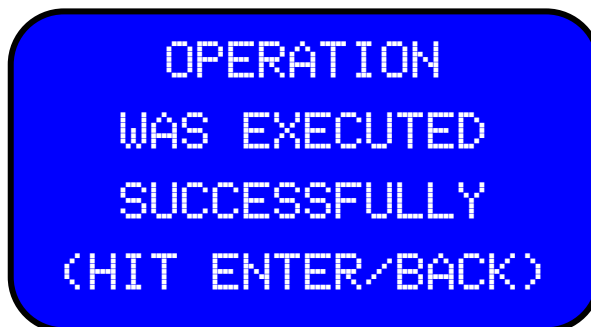 OPERATION
WAS EXECUTED
SUCCESSFULLY
(HIT ENTER/BACK)